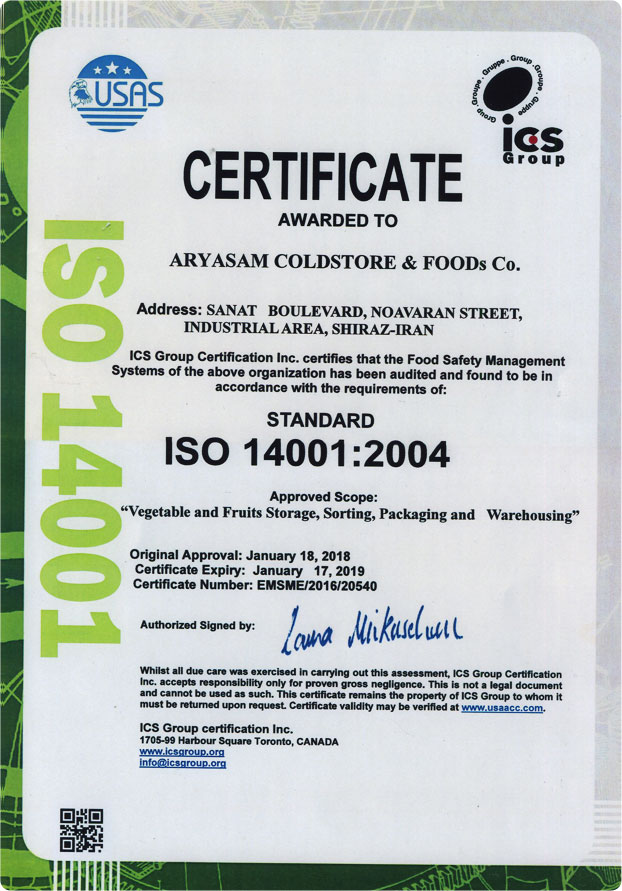 USAS
Group . Groupe . Gruppe . Group . Groupe . Gruppe
ics
Group
CERTIFICATE
AWARDED TO
ARYASAM COLDSTORE & FOODs Co.
Address: SANAT BOULEVARD, NOAVARAN STREET,
INDUSTRIAL AREA, SHIRAZ-IRAN
ICS Group Certification Inc. certifies that the Food Safety Management
Systems of the above organization has been audited and found to be in
accordance with the requirements of:
STANDARD
ISO 14001:2004
Approved Scope:
“Vegetable and Fruits Storage, Sorting, Packaging and Warehousing”
Original Approval: January 18, 2018
Certificate Expiry: January 17, 2019
Certificate Number: EMSME/2016/20540
Authorized Signed by:
Whilst all due care was exercised in carrying out this assessment, ICS Group Certification
Inc. accepts responsibility only for proven gross negligence. This is not a legal document
and cannot be used as such. This certificate remains the property of ICS Group to whom it
must be returned upon request. Certificate validity may be verified at www.usaacc.com.
ICS Group certification Inc.
1705-99 Harbour Square Toronto, CANADA
www.icsgroup.org
info@icsgroup.org
ISO 14001